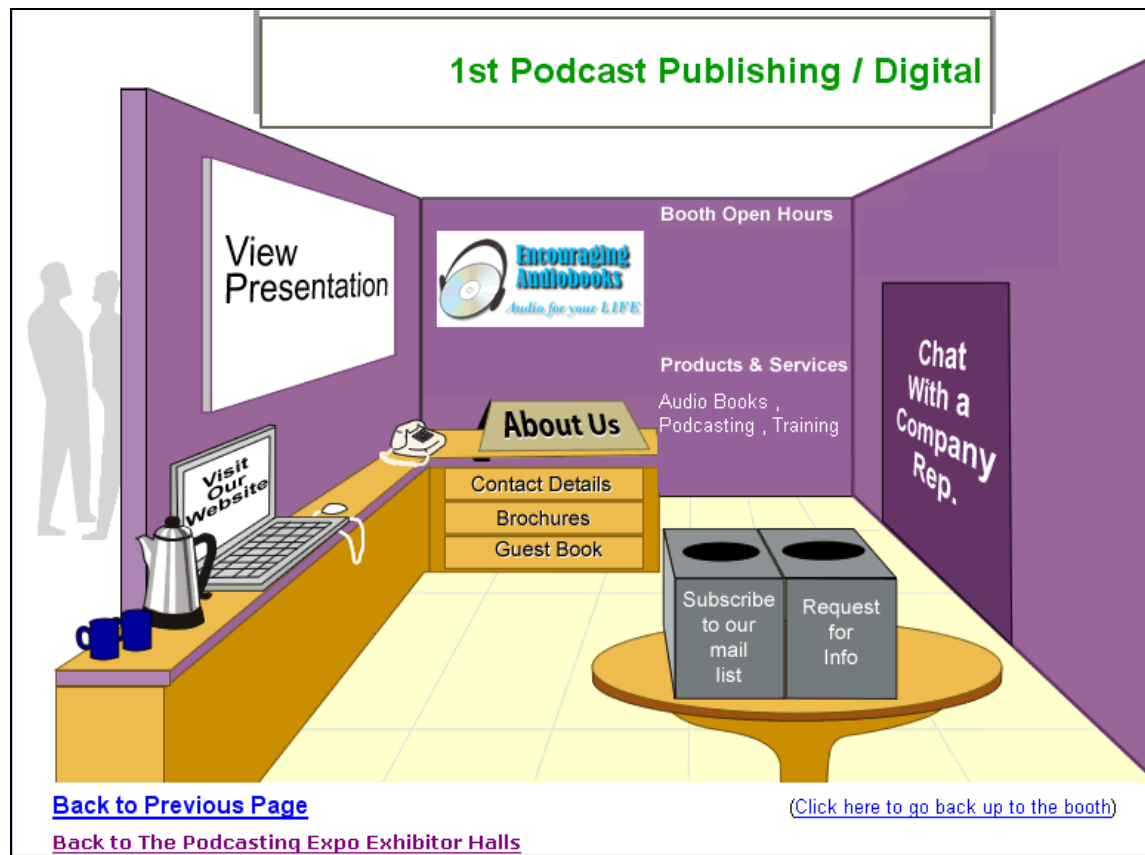 1st Podcast Publishing / Digital
View
Presentation
Encouraging
Audiobooks
Audio for your LIFE
Booth Open Hours
Products & Services
Audio Books ,
Podcasting , Training
Chat
With a
Company
Rep.
About Us
Contact Details
Brochures
Guest Book
Visit
Our
Website
Subscribe
to our
mail
list
Request
for
Info
Back to Previous Page
(Click here to go back up to the booth)
Back to The Podcasting Expo Exhibitor Halls